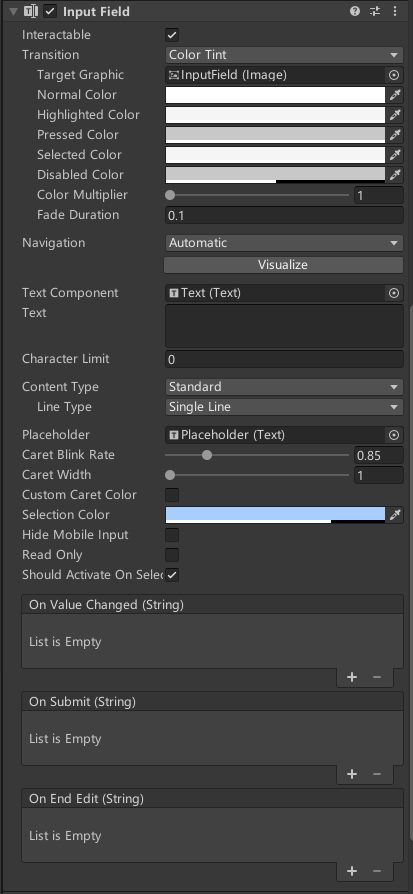 Input Field
Interactable
Transition Color Tint
Target Graphic InputField (Image)
Normal Color
Highlighted Color
Pressed Color
Selected Color
Disabled Color
Color Multiplier 1
Fade Duration 0.1
Navigation Automatic
Visualize
Text Component Text (Text)
Text
Character Limit 0
Content Type Standard
Line Type Single Line
Placeholder Placeholder (Text)
Caret Blink Rate 0.85
Caret Width 1
Custom Caret Color
Selection Color
Hide Mobile Input
Read Only
Should Activate On Selec
On Value Changed (String)
List is Empty
+ −
On Submit (String)
List is Empty
+ −
On End Edit (String)
List is Empty
+ −